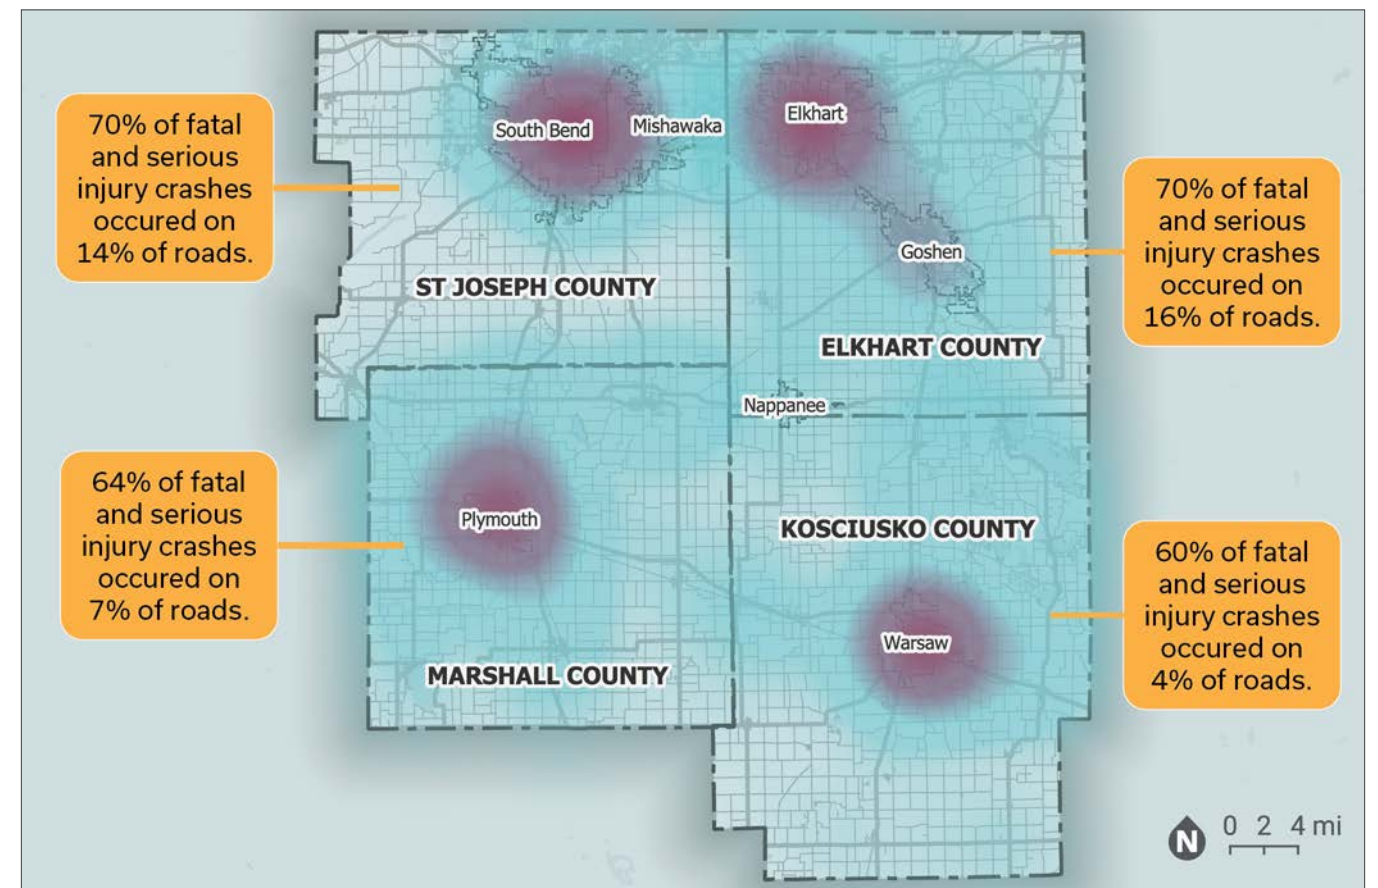 70% of fatal
and serious
injury crashes
occured on
14% of roads.
South Bend
Mishawaka
Elkhart
70% of fatal
and serious
injury crashes
occured on
16% of roads.
Goshen
ST JOSEPH COUNTY
ELKHART COUNTY
Nappanee
64% of fatal
and serious
injury crashes
occured on
7% of roads.
Plymouth
KOSCIUSKO COUNTY
60% of fatal
and serious
injury crashes
occured on
4% of roads.
Warsaw
MARSHALL COUNTY
N
0 2 4 mi